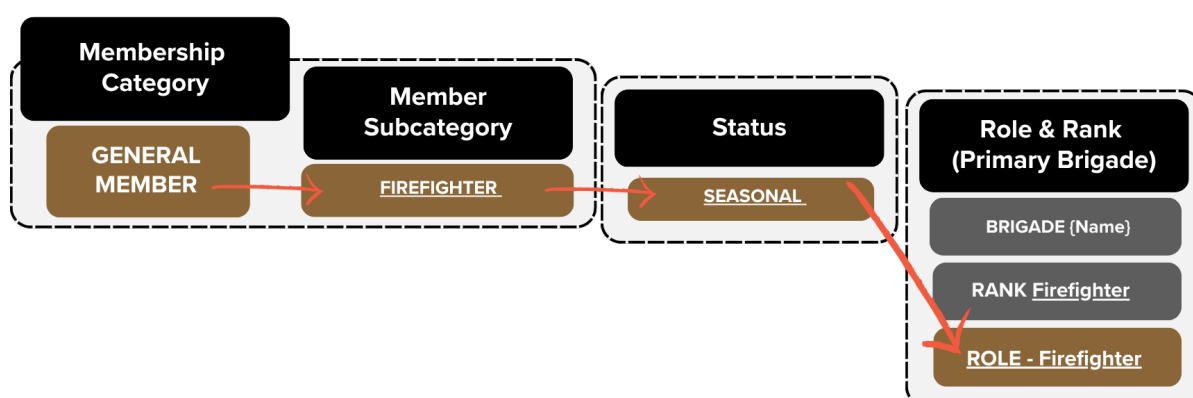 Membership
Category
GENERAL
MEMBER
Member
Subcategory
FIREFIGHTER
Status
SEASONAL
Role & Rank
(Primary Brigade)
BRIGADE {Name}
RANK Firefighter
ROLE - Firefighter